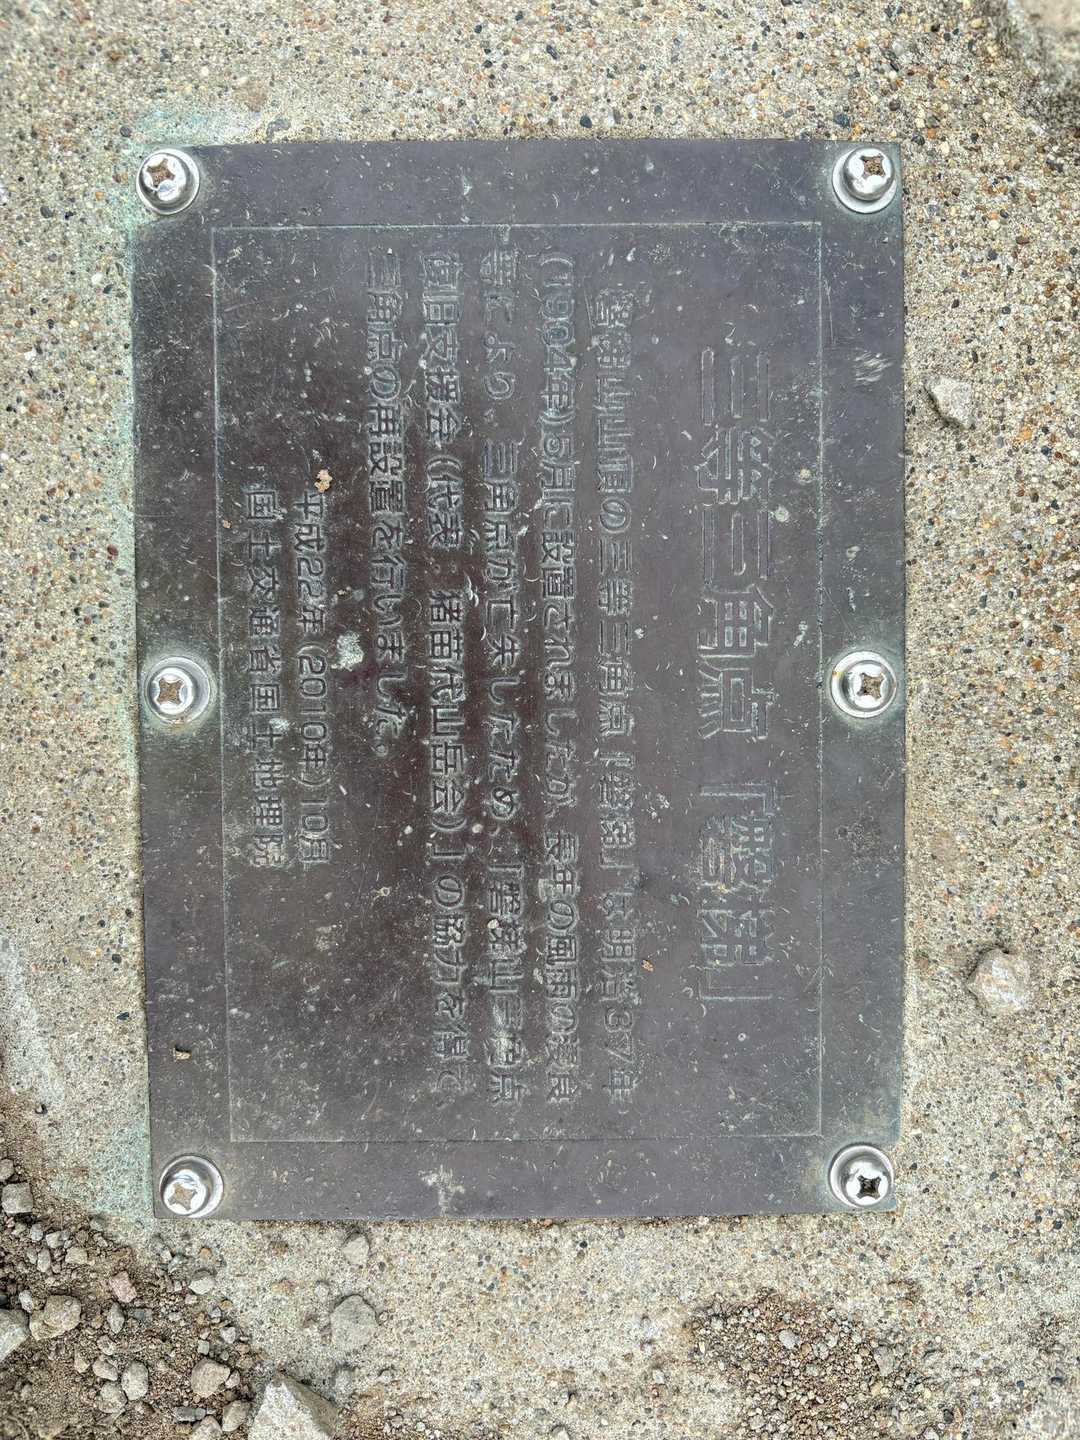 三等三角点「磐梯」
磐梯山山頂の三等三角点「磐梯」は明治37年
(1904年)5月に設置されましたが、長年の風雨の浸食
等により、三角点が亡失したため、「磐梯山三角点
復旧支援会(代表:猪苗代山岳会)」の協力を得て、
三角点の再設置を行いました。
平成22年(2010年)10月
国土交通省国土地理院